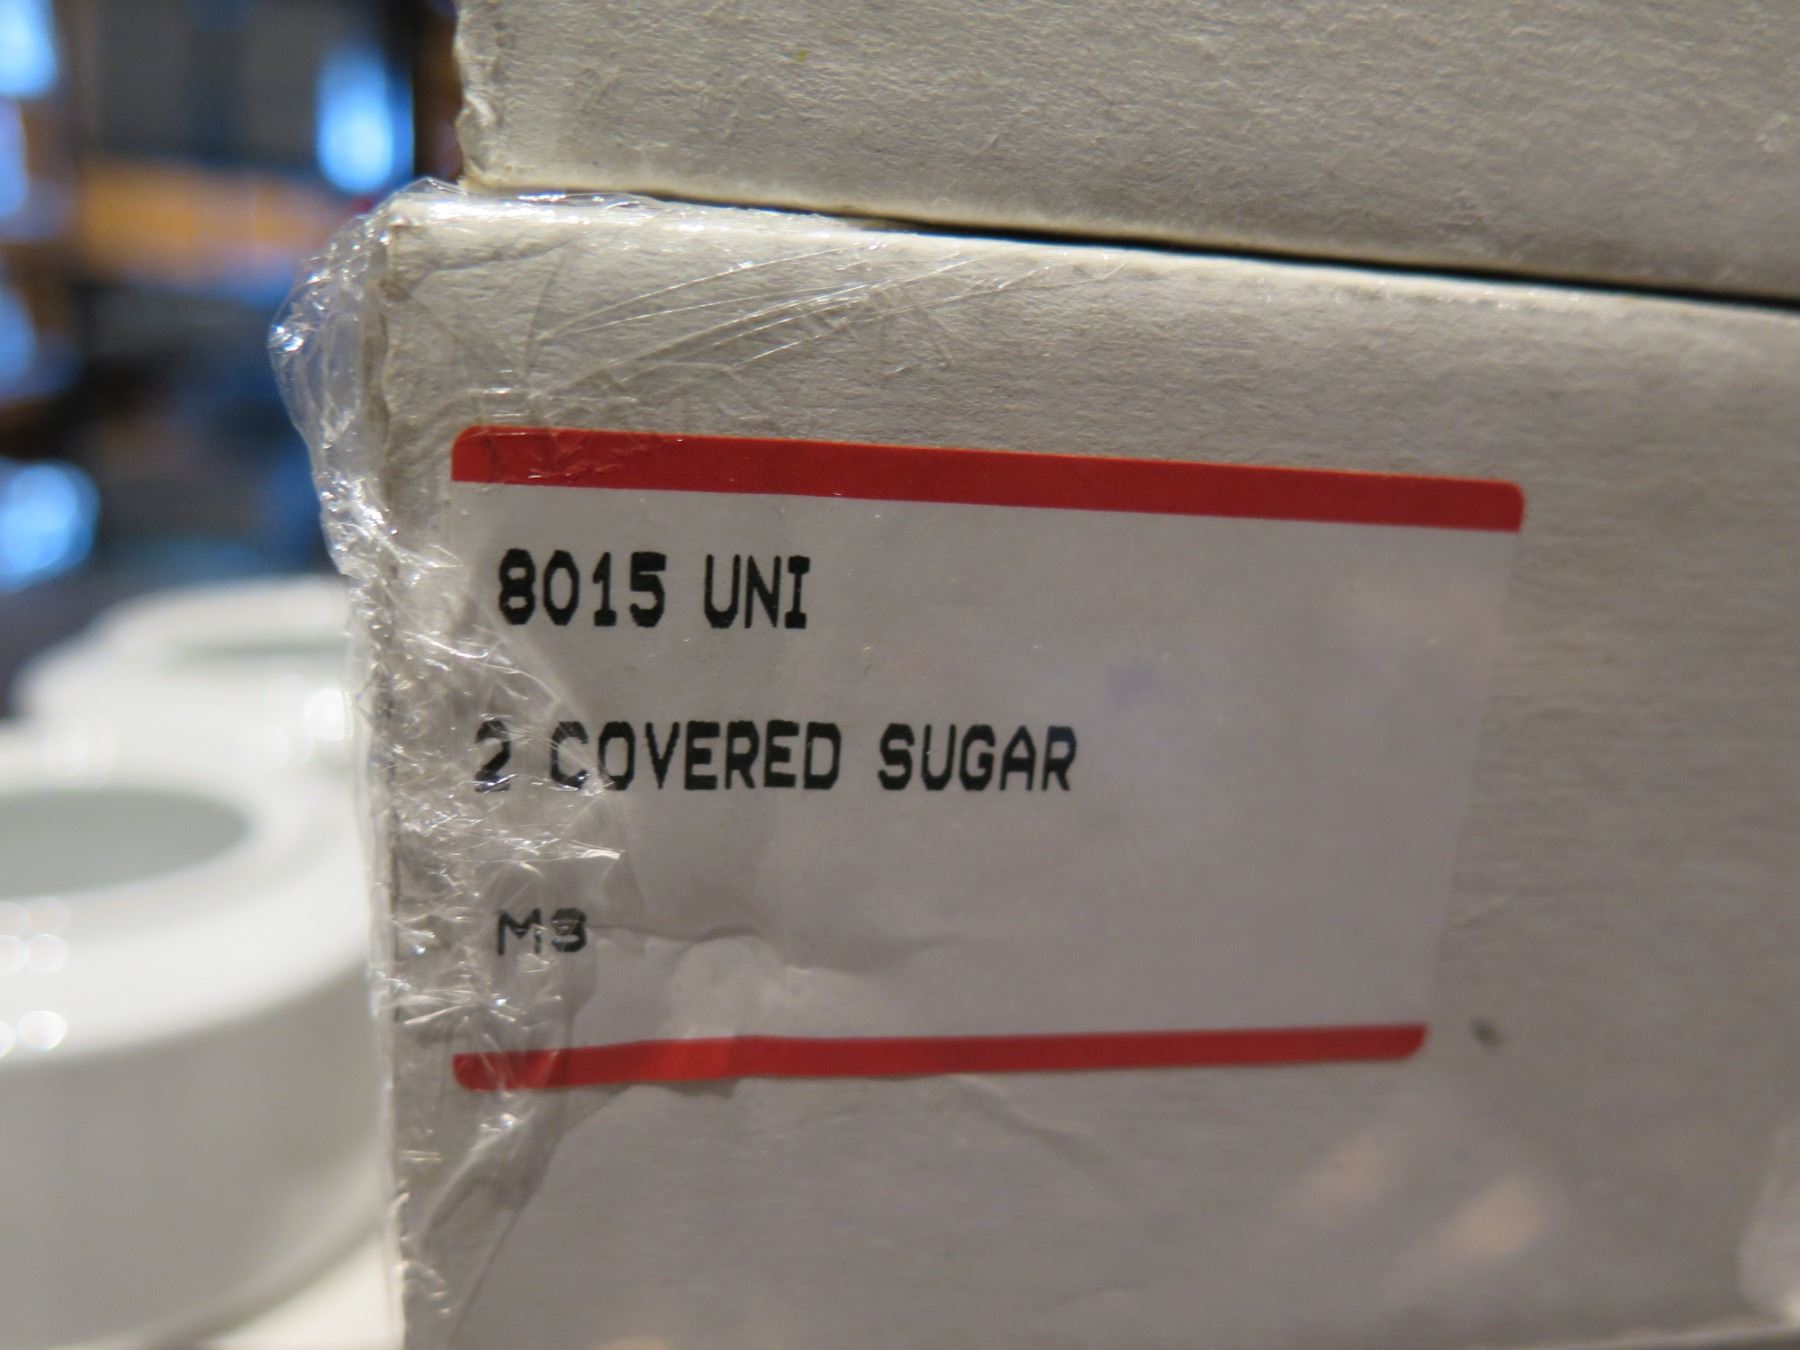 8015 UNI
2 COVERED SUGAR
M3